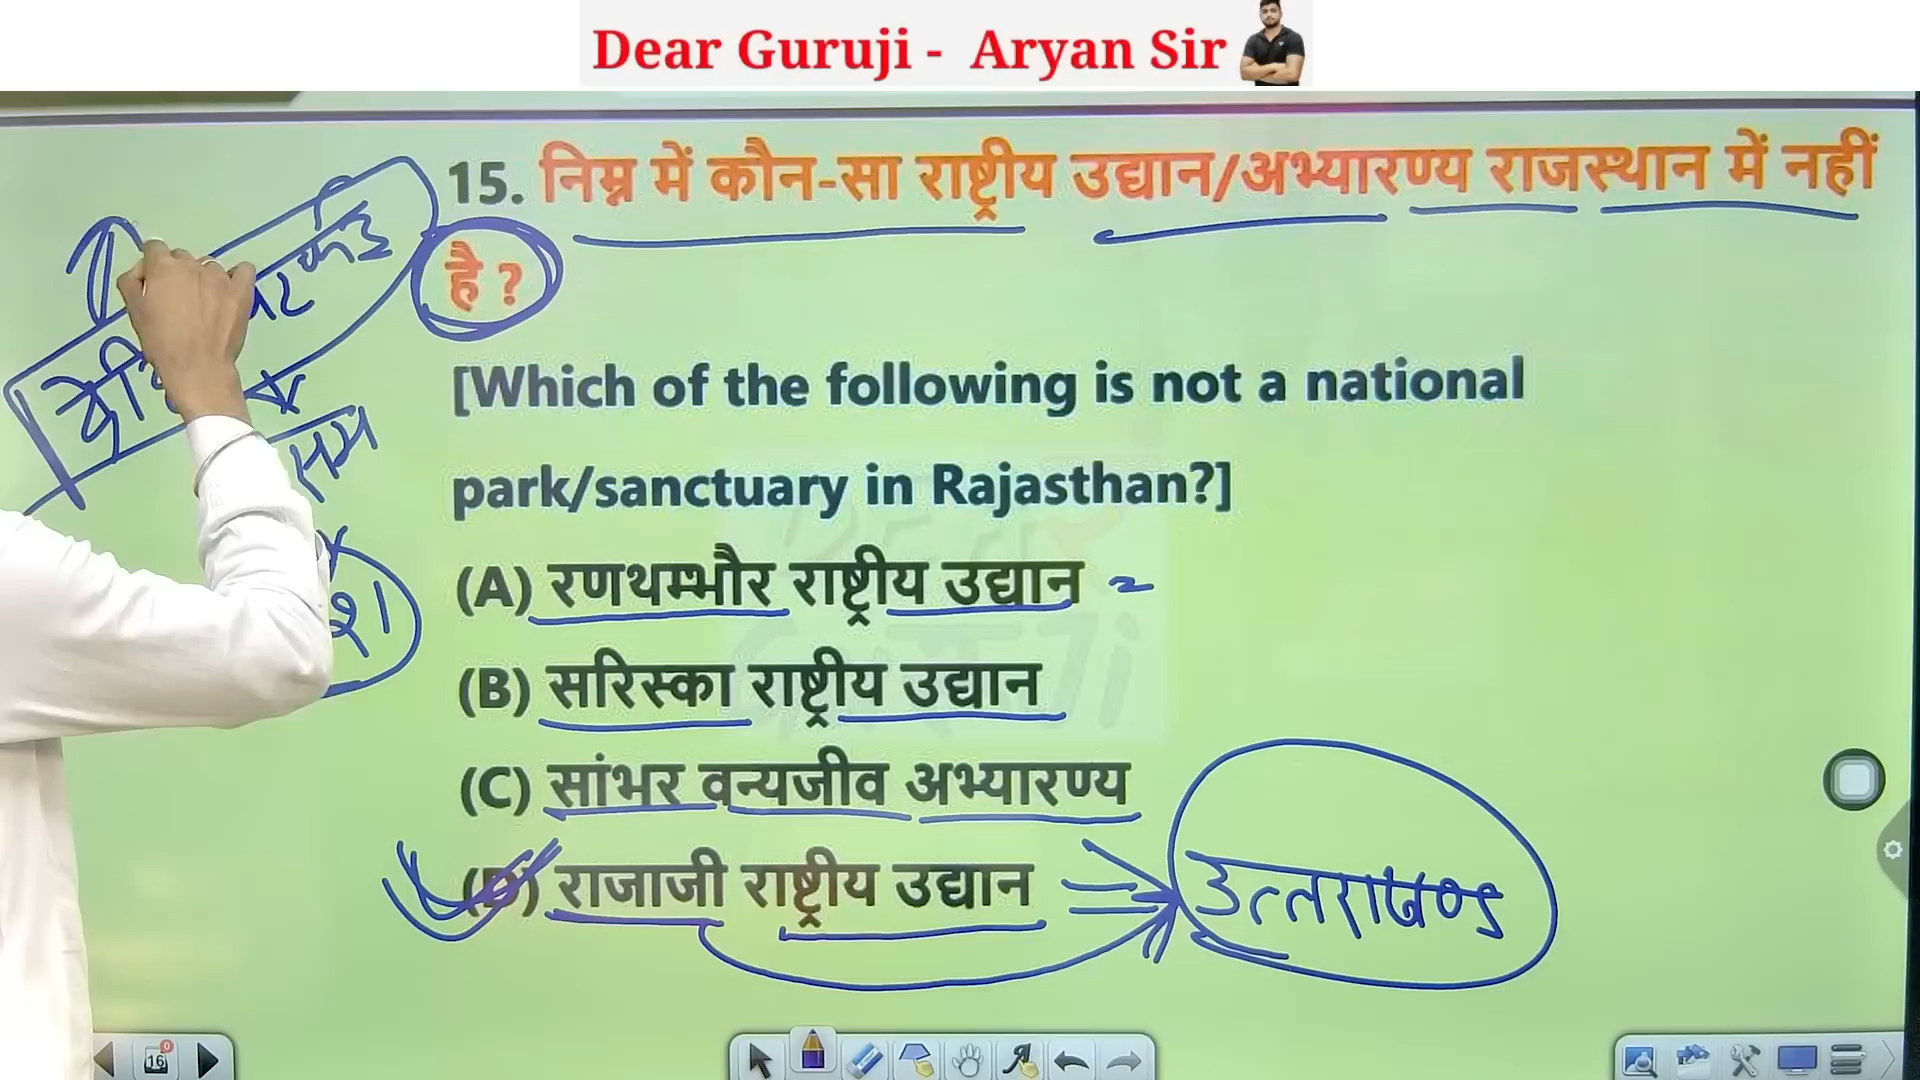 Dear Guruji - Aryan Sir
15. निम्न में कौन-सा राष्ट्रीय उद्यान/अभ्यारण्य राजस्थान में नहीं
है ?
[Which of the following is not a national
park/sanctuary in Rajasthan?]
(A) रणथम्भौर राष्ट्रीय उद्यान
(B) सरिस्का राष्ट्रीय उद्यान
(C) सांभर वन्यजीव अभ्यारण्य
(D) राजाजी राष्ट्रीय उद्यान
उत्तराखण्ड
16